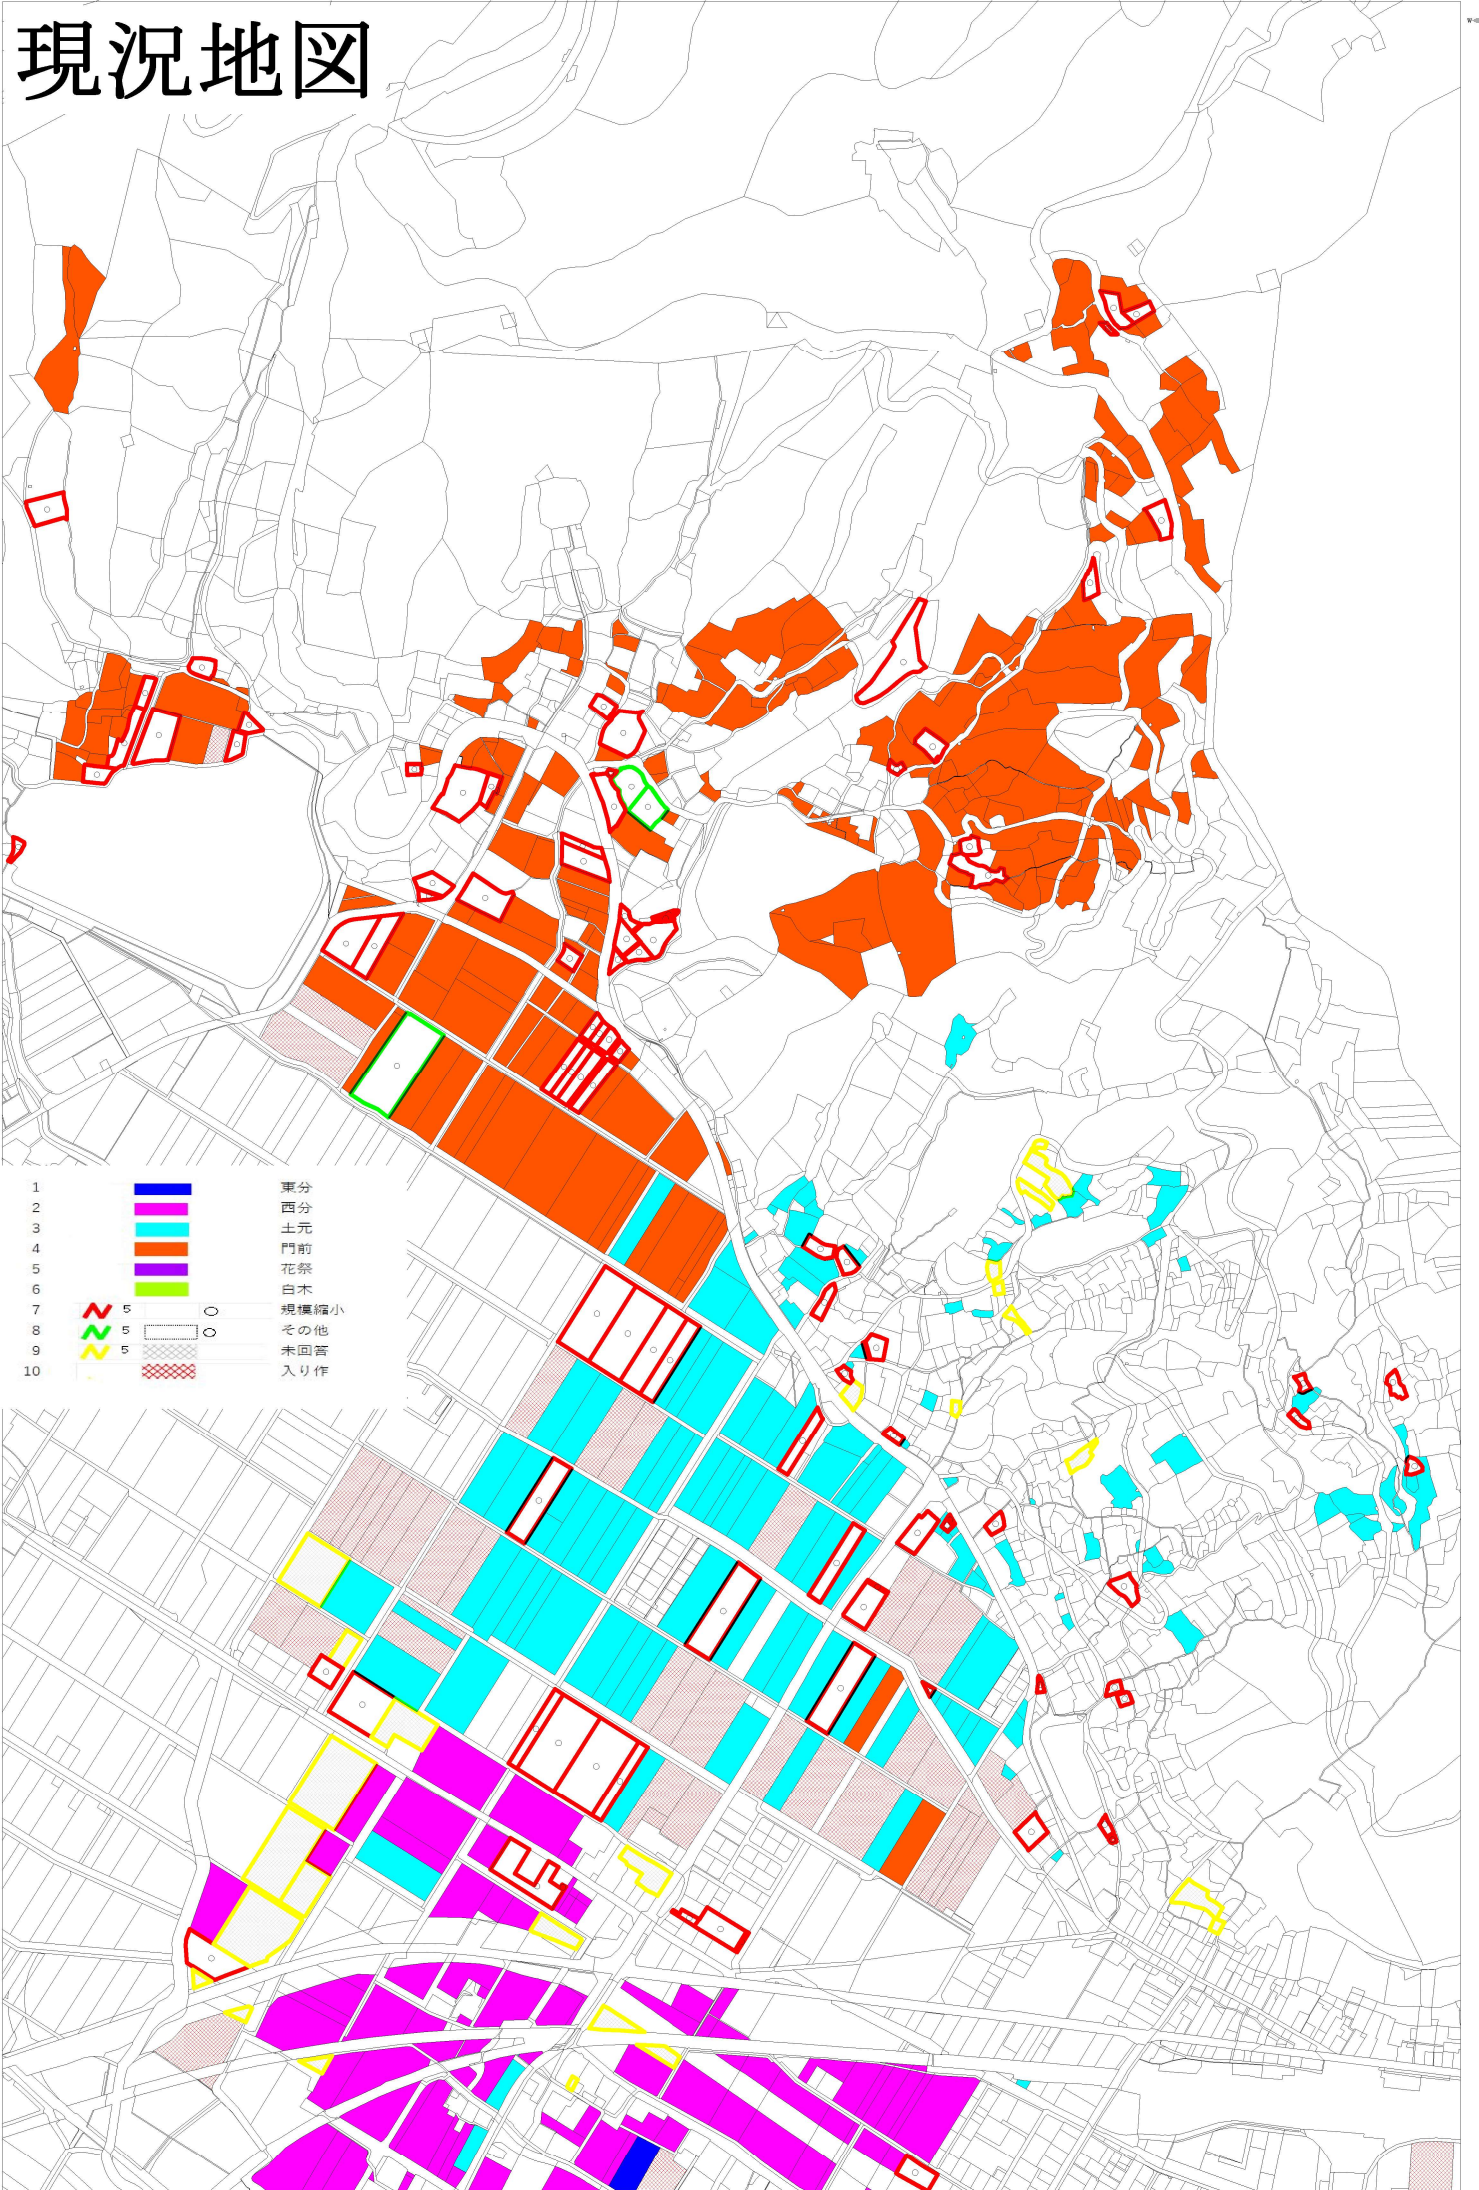 現況地図
1 東分
2 西分
3 土元
4 門前
5 花祭
6 白木
7 5 規模縮小
8 5 その他
9 5 未回答
10 入り作